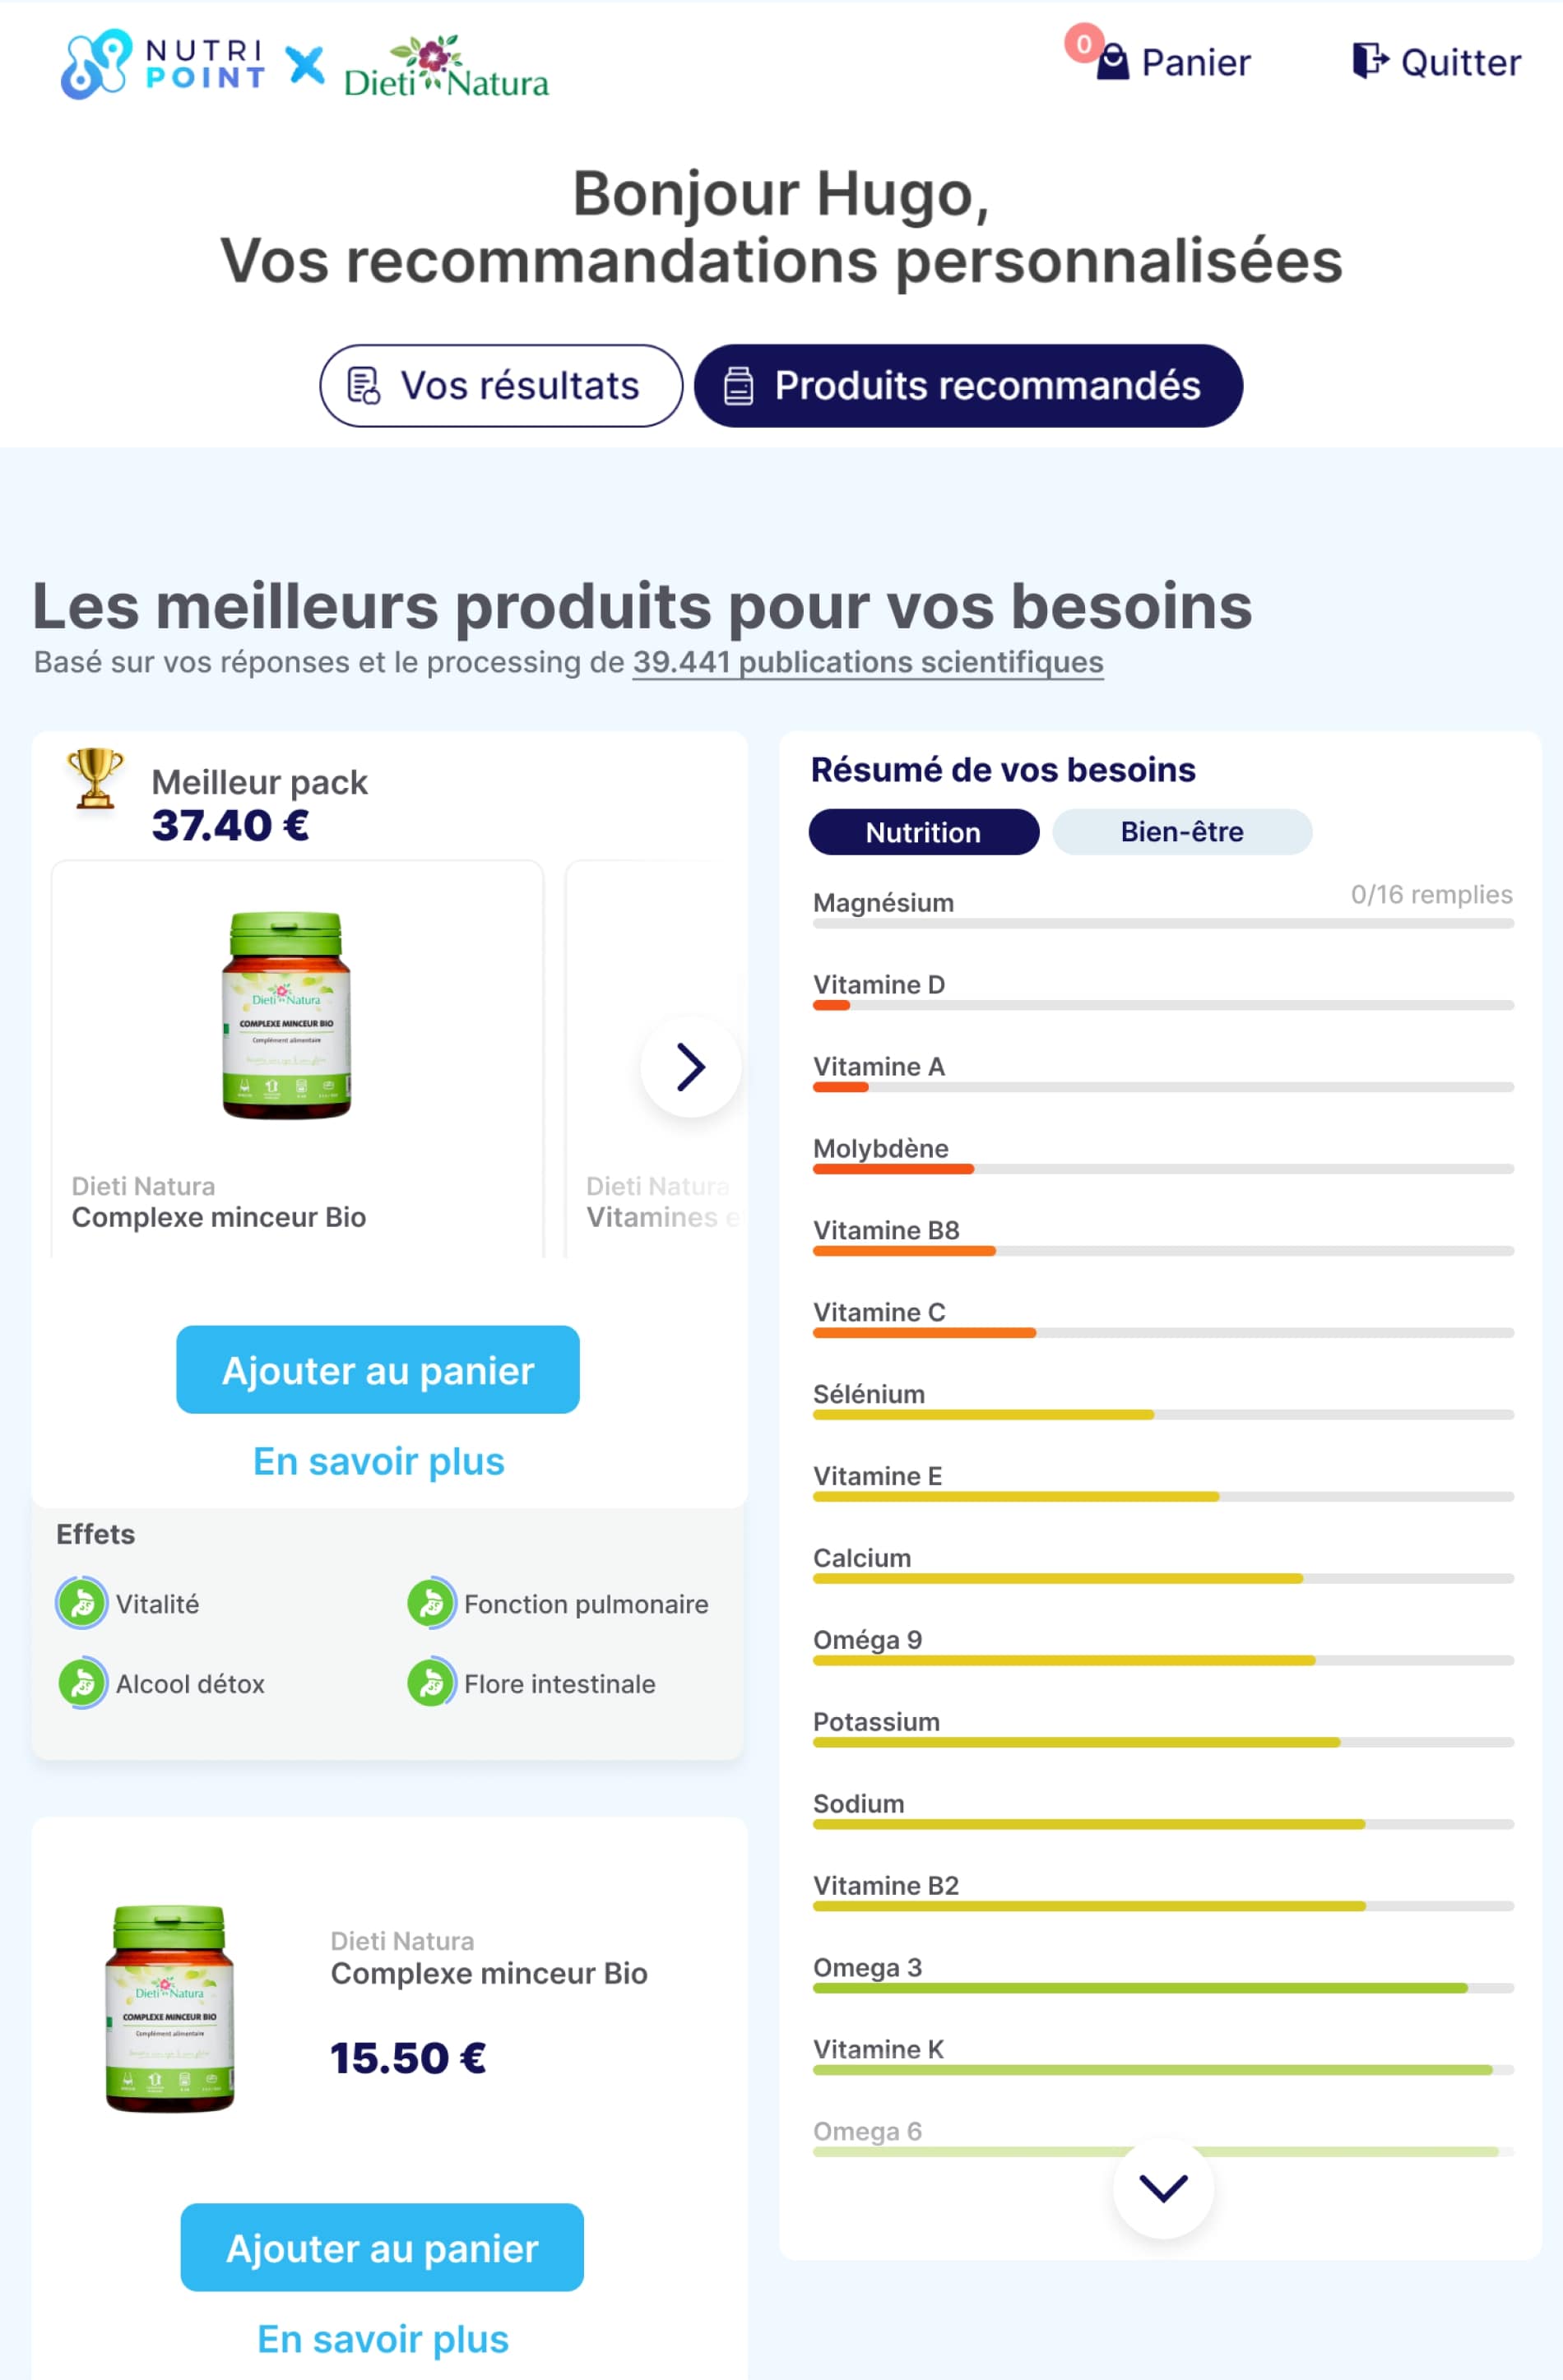 NUTRI
POINT
Dieti Natura
0
Panier
Quitter
Bonjour Hugo,
Vos recommandations personnalisées
Vos résultats
Produits recommandés
Les meilleurs produits pour vos besoins
Basé sur vos réponses et le processing de 39.441 publications scientifiques
Meilleur pack
37.40 €
Dieti Natura
COMPLEXE MINCEUR BIO
Complément alimentaire
Dieti Natura
Complexe minceur Bio
Dieti Natura
Vitamines e
Ajouter au panier
En savoir plus
Effets
Vitalité
Fonction pulmonaire
Alcool détox
Flore intestinale
Dieti Natura
COMPLEXE MINCEUR BIO
Complément alimentaire
Dieti Natura
Complexe minceur Bio
15.50 €
Ajouter au panier
En savoir plus
Résumé de vos besoins
Nutrition
Bien-être
0/16 remplies
Magnésium
Vitamine D
Vitamine A
Molybdène
Vitamine B8
Vitamine C
Sélénium
Vitamine E
Calcium
Oméga 9
Potassium
Sodium
Vitamine B2
Omega 3
Vitamine K
Omega 6